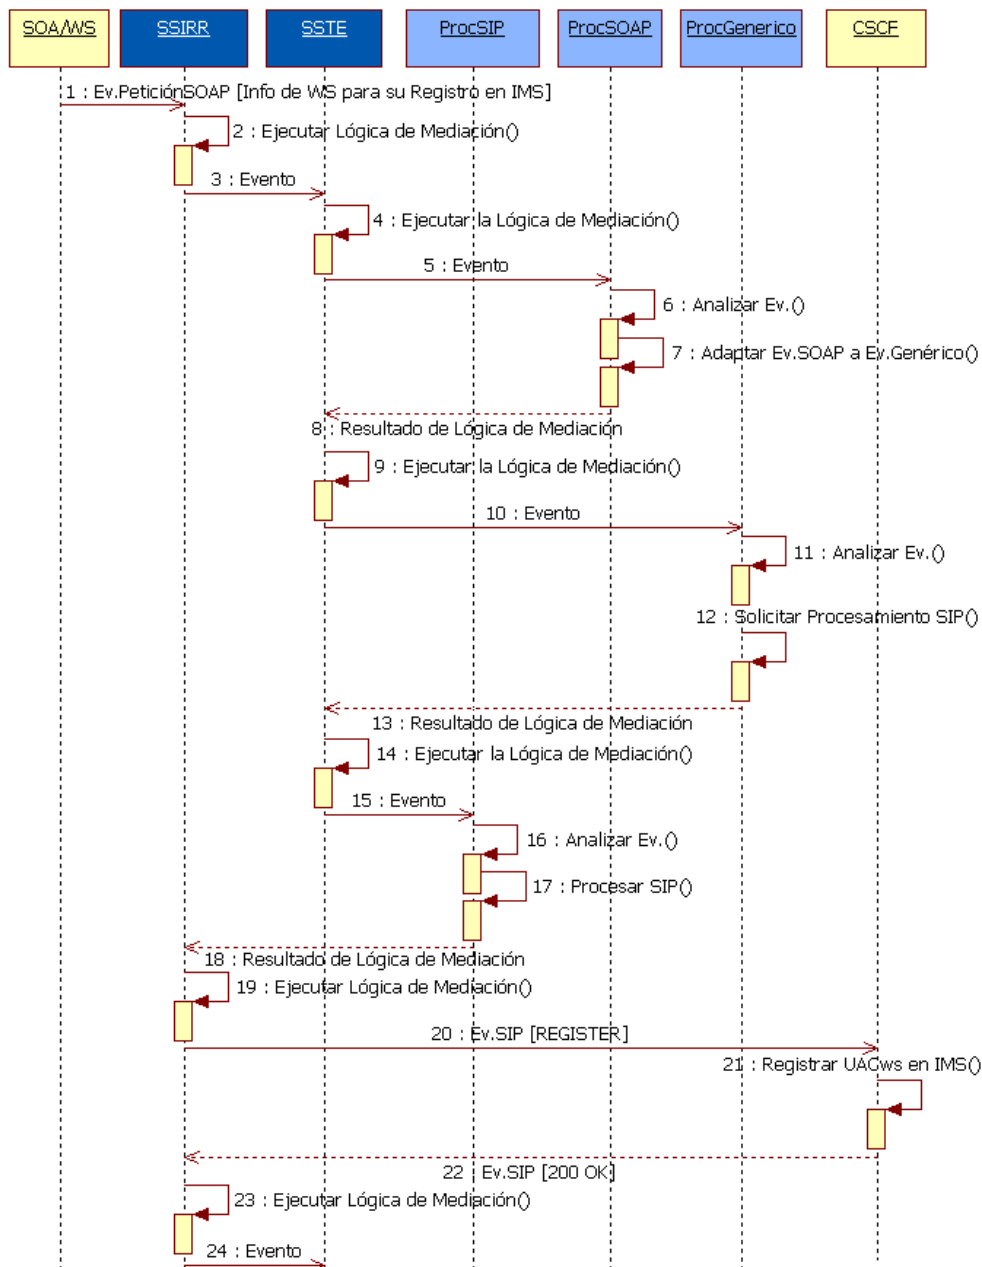 SOA/WS
SSIRR
SSTE
ProcSIP
ProcSOAP
ProcGenerico
CSCF
1 : Ev.PeticiónSOAP [Info de WS para su Registro en IMS]
2 : Ejecutar Lógica de Mediación()
3 : Evento
4 : Ejecutar la Lógica de Mediación()
5 : Evento
6 : Analizar Ev.()
7 : Adaptar Ev.SOAP a Ev.Genérico()
8 : Resultado de Lógica de Mediación
9 : Ejecutar la Lógica de Mediación()
10 : Evento
11 : Analizar Ev.()
12 : Solicitar Procesamiento SIP()
13 : Resultado de Lógica de Mediación
14 : Ejecutar la Lógica de Mediación()
15 : Evento
16 : Analizar Ev.()
17 : Procesar SIP()
18 : Resultado de Lógica de Mediación
19 : Ejecutar Lógica de Mediación()
20 : Ev.SIP [REGISTER]
21 : Registrar UACws en IMS()
22 : Ev.SIP [200 OK]
23 : Ejecutar Lógica de Mediación()
24 : Evento